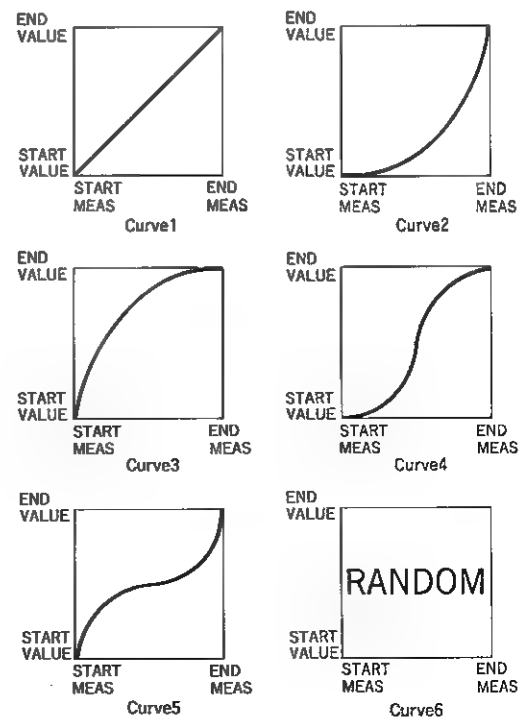 END
VALUE
START
VALUE
START
MEAS
END
MEAS
Curve1
END
VALUE
START
VALUE
START
MEAS
END
MEAS
Curve2
END
VALUE
START
VALUE
START
MEAS
END
MEAS
Curve3
END
VALUE
START
VALUE
START
MEAS
END
MEAS
Curve4
END
VALUE
START
VALUE
START
MEAS
END
MEAS
Curve5
END
VALUE
RANDOM
START
VALUE
START
MEAS
END
MEAS
Curve6